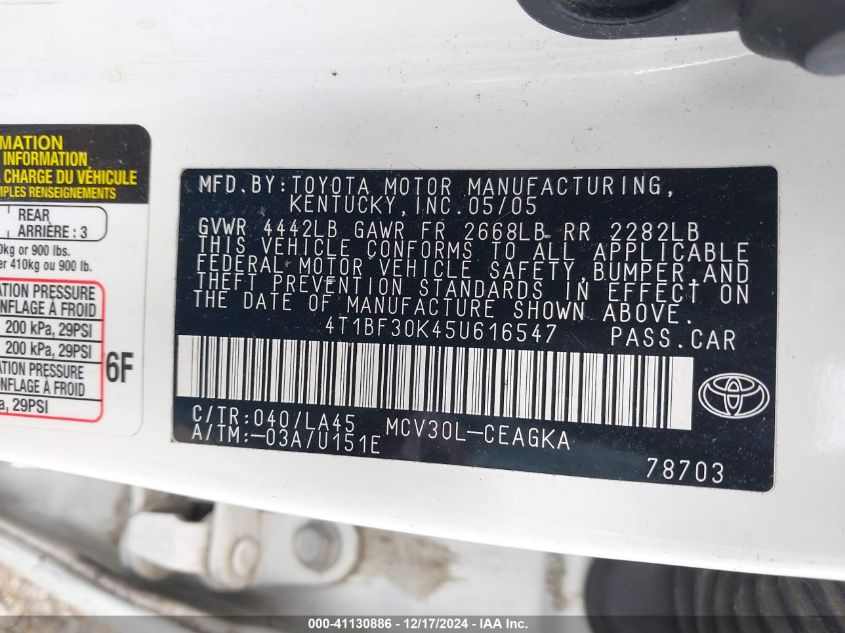 MATION
INFORMATION
CHARGE DU VÉHICULE
MPLES RENSEIGNEMENTS
REAR
ARRIÈRE : 3
0kg or 900 lbs.
er 410kg ou 900 lb.
ATION PRESSURE
NFLAGE À FROID
200 kPa, 29PSI
200 kPa, 29PSI
ATION PRESSURE
NFLAGE À FROID
a, 29PSI
6F
MFD.BY:TOYOTA MOTOR MANUFACTURING,
KENTUCKY,INC.05/05
GVWR 4442LB GAWR FR 2668LB RR 2282LB
THIS VEHICLE CONFORMS TO ALL APPLICABLE
FEDERAL MOTOR VEHICLE SAFETY,BUMPER,AND
THEFT PREVENTION STANDARDS IN EFFECT ON
THE DATE OF MANUFACTURE SHOWN ABOVE.
4T1BF30K45U616547 PASS.CAR
C/TR:040/LA45 MCV30L-CEAGKA
A/TM:-03A/U151E
78703
000-41130886 - 12/17/2024 - IAA Inc.